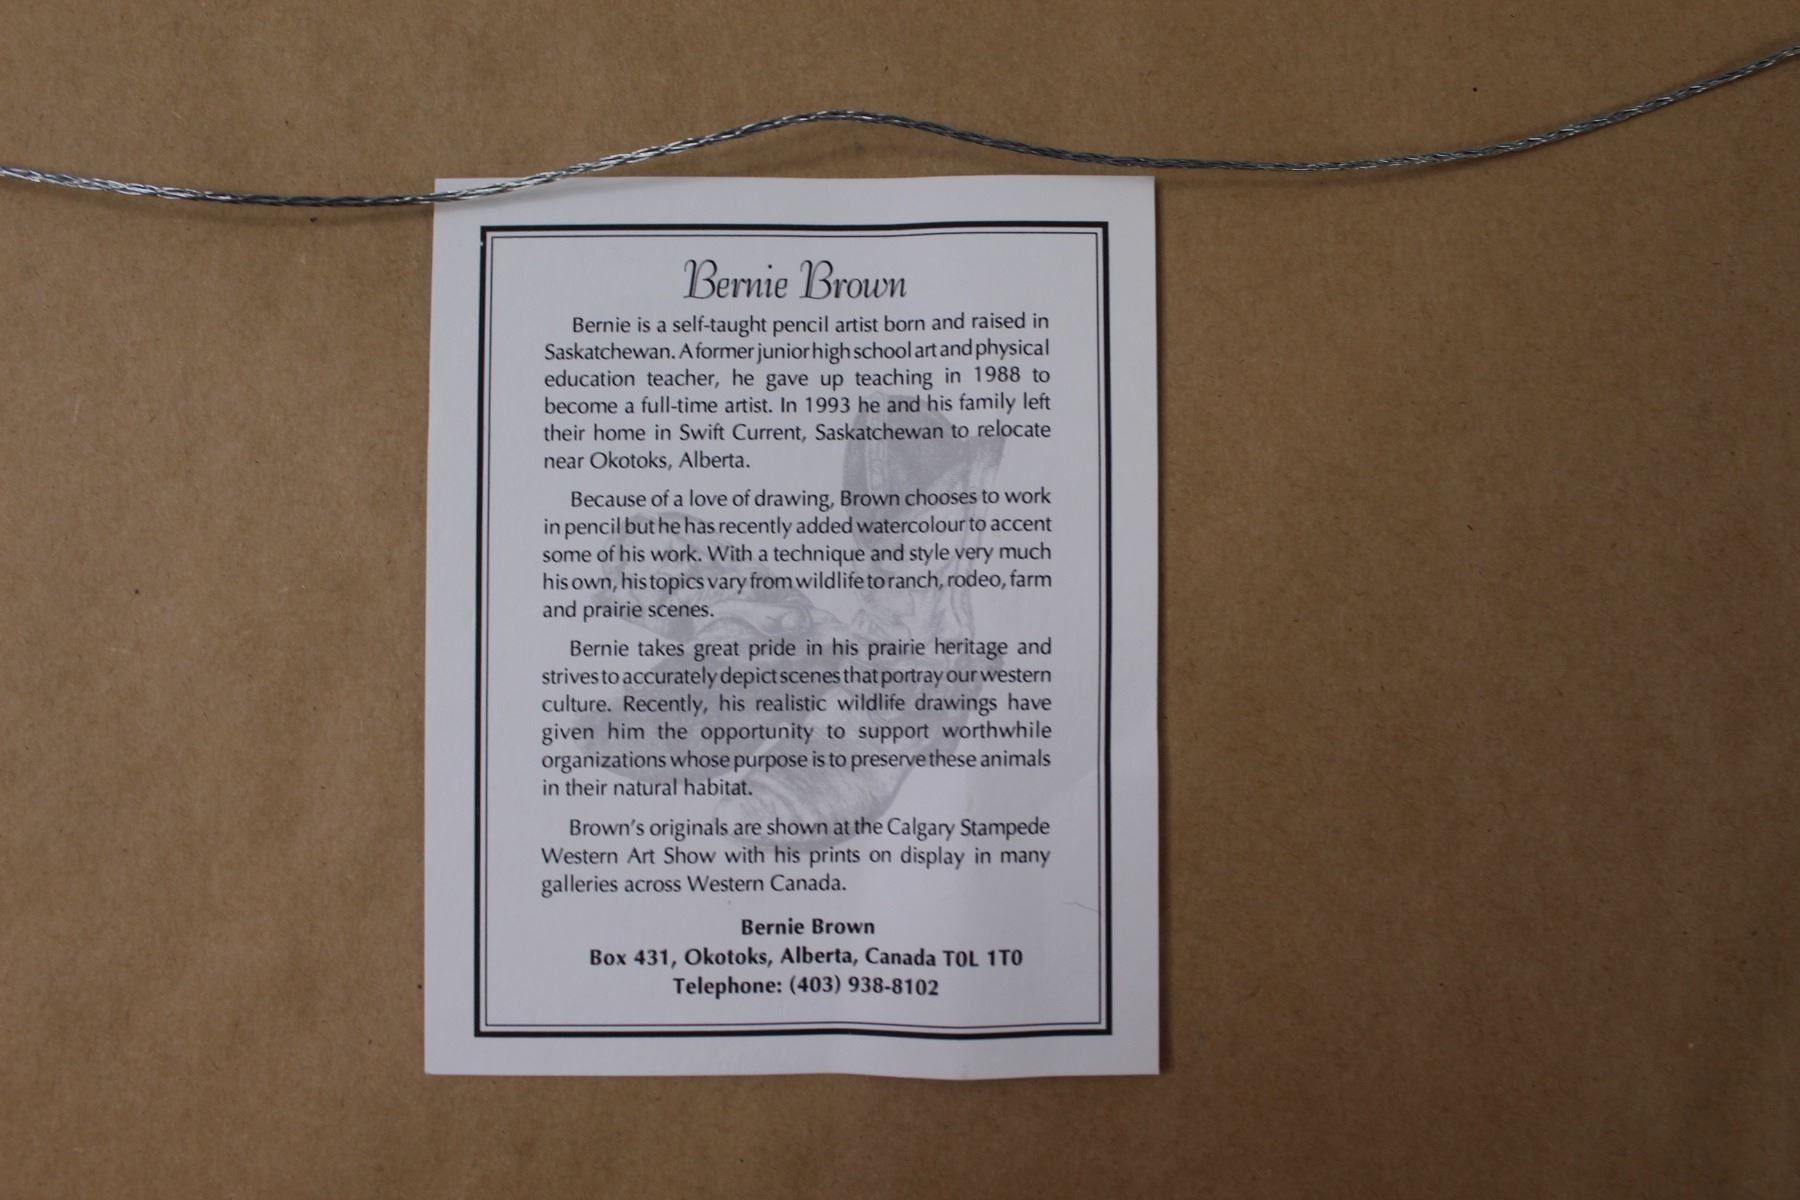 Bernie Brown
Bernie is a self-taught pencil artist born and raised in
Saskatchewan. A former junior high school art and physical
education teacher, he gave up teaching in 1988 to
become a full-time artist. In 1993 he and his family left
their home in Swift Current, Saskatchewan to relocate
near Okotoks, Alberta.
Because of a love of drawing, Brown chooses to work
in pencil but he has recently added watercolour to accent
some of his work. With a technique and style very much
his own, his topics vary from wildlife to ranch, rodeo, farm
and prairie scenes.
Bernie takes great pride in his prairie heritage and
strives to accurately depict scenes that portray our western
culture. Recently, his realistic wildlife drawings have
given him the opportunity to support worthwhile
organizations whose purpose is to preserve these animals
in their natural habitat.
Brown's originals are shown at the Calgary Stampede
Western Art Show with his prints on display in many
galleries across Western Canada.
Bernie Brown
Box 431, Okotoks, Alberta, Canada T0L 1T0
Telephone: (403) 938-8102